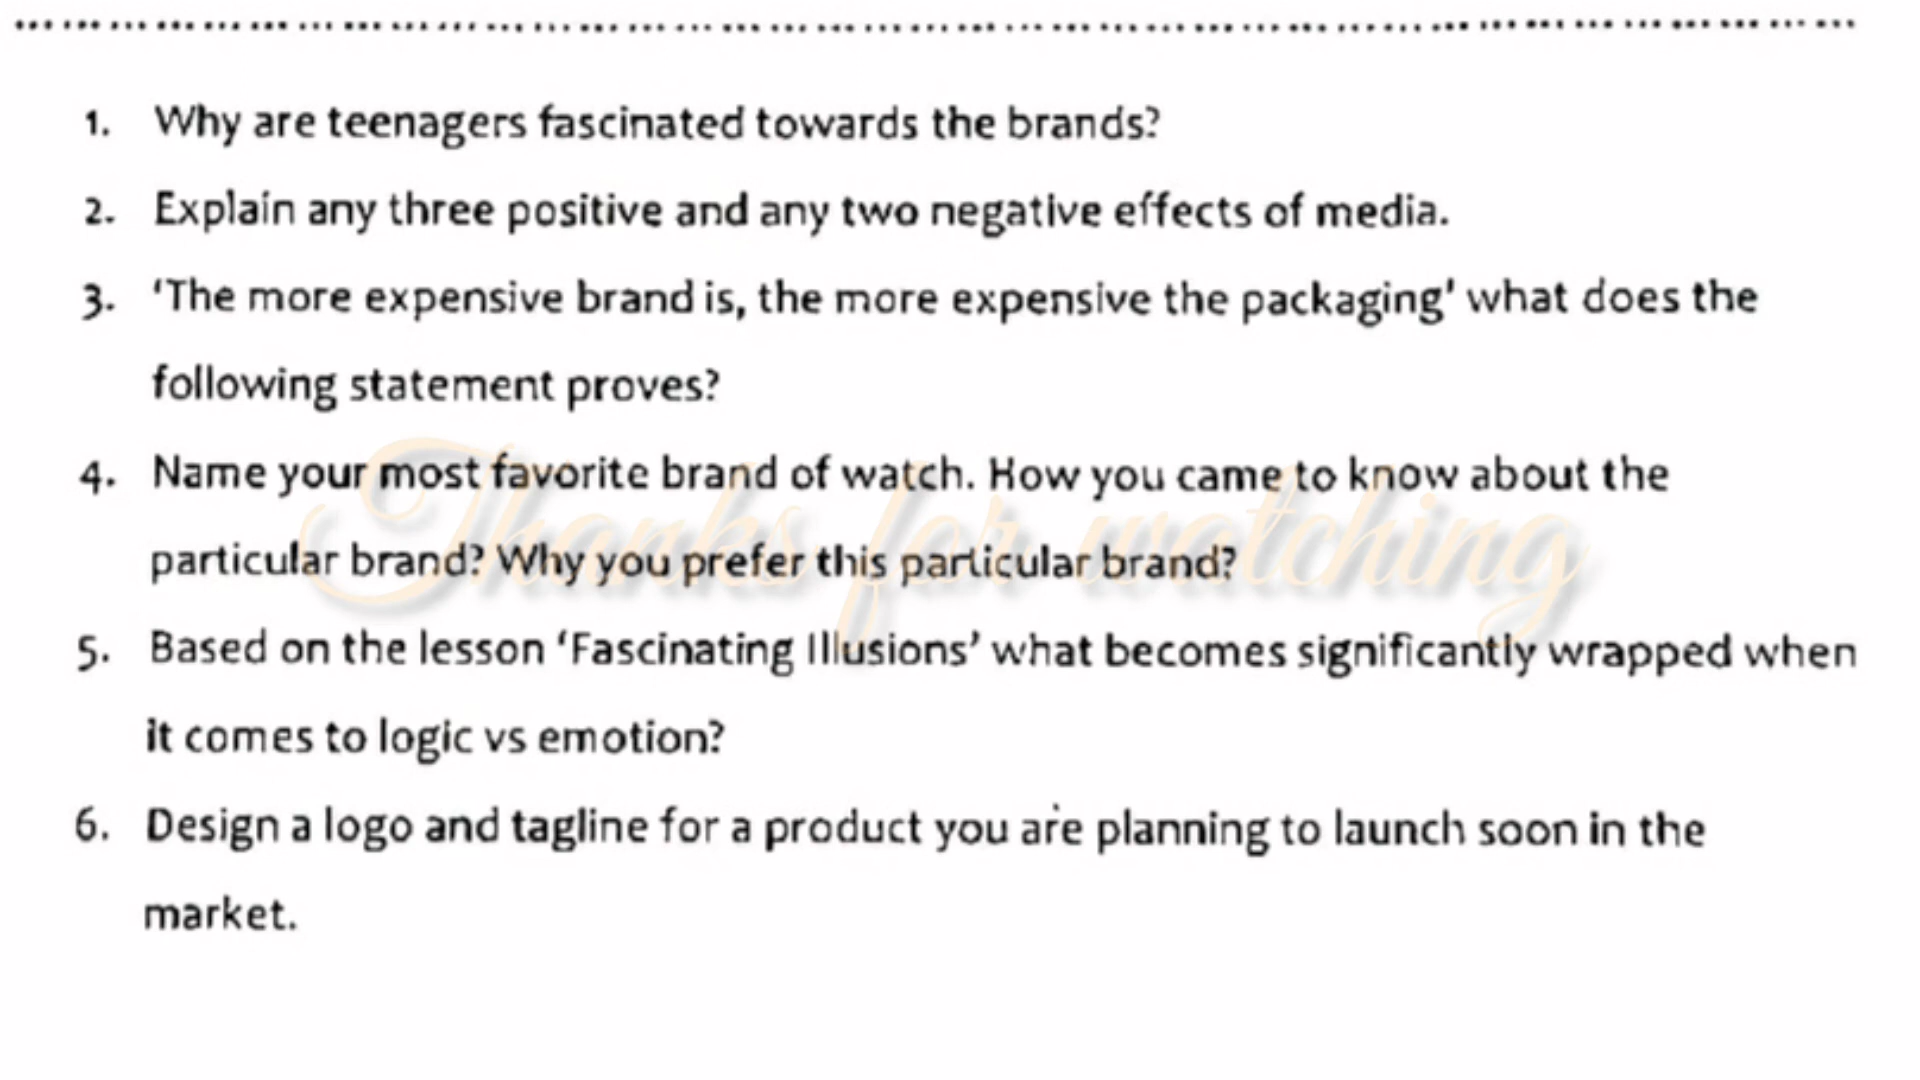 1. Why are teenagers fascinated towards the brands?
2. Explain any three positive and any two negative effects of media.
3. 'The more expensive brand is, the more expensive the packaging' what does the
following statement proves?
4. Name your most favorite brand of watch. How you came to know about the
particular brand? Why you prefer this particular brand?
Thanks for watching
5. Based on the lesson 'Fascinating Illusions' what becomes significantly wrapped when
it comes to logic vs emotion?
6. Design a logo and tagline for a product you are planning to launch soon in the
market.